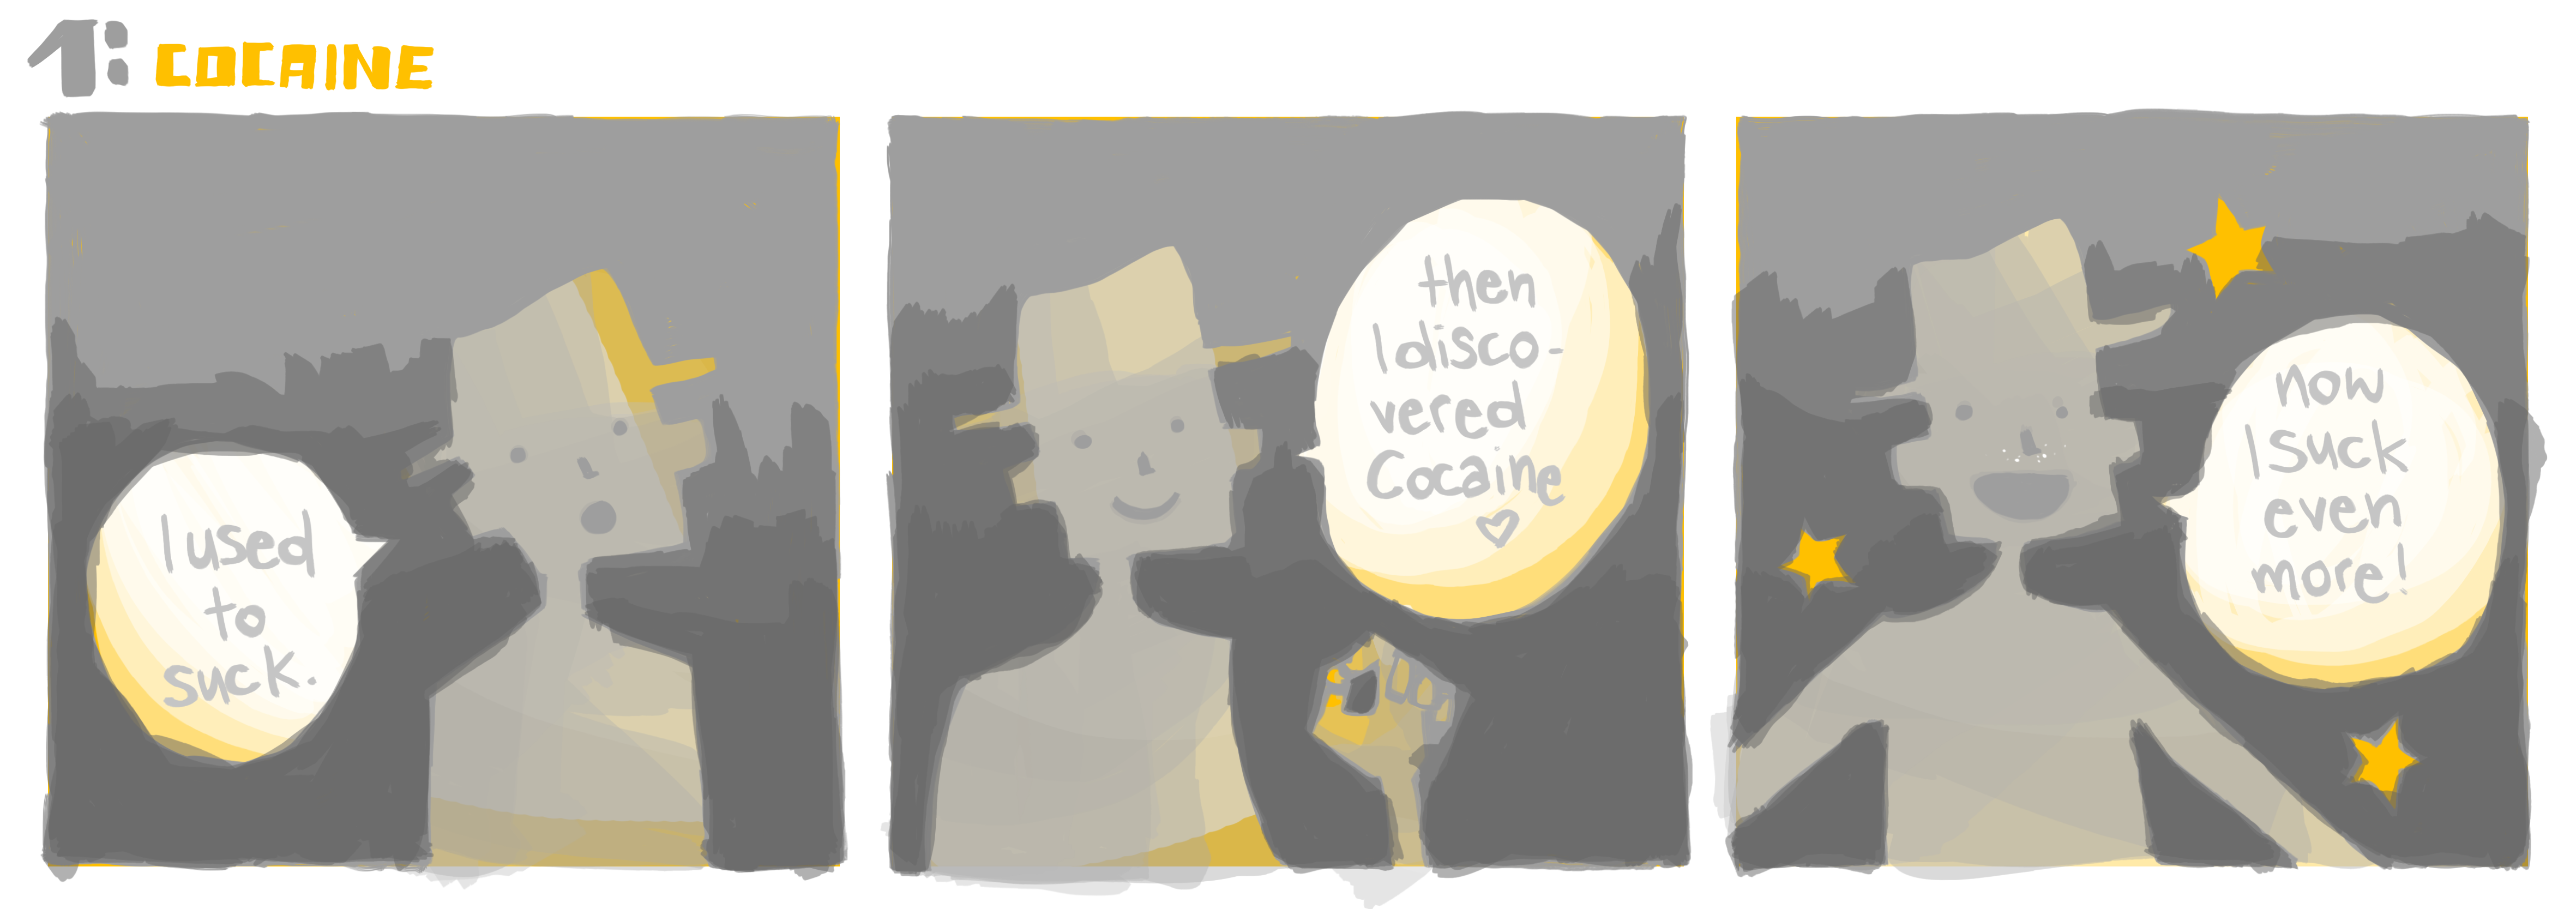 1: COCAINE
I used
to
suck.
then
I disco-
vered
Cocaine
♡
now
I suck
even
more!